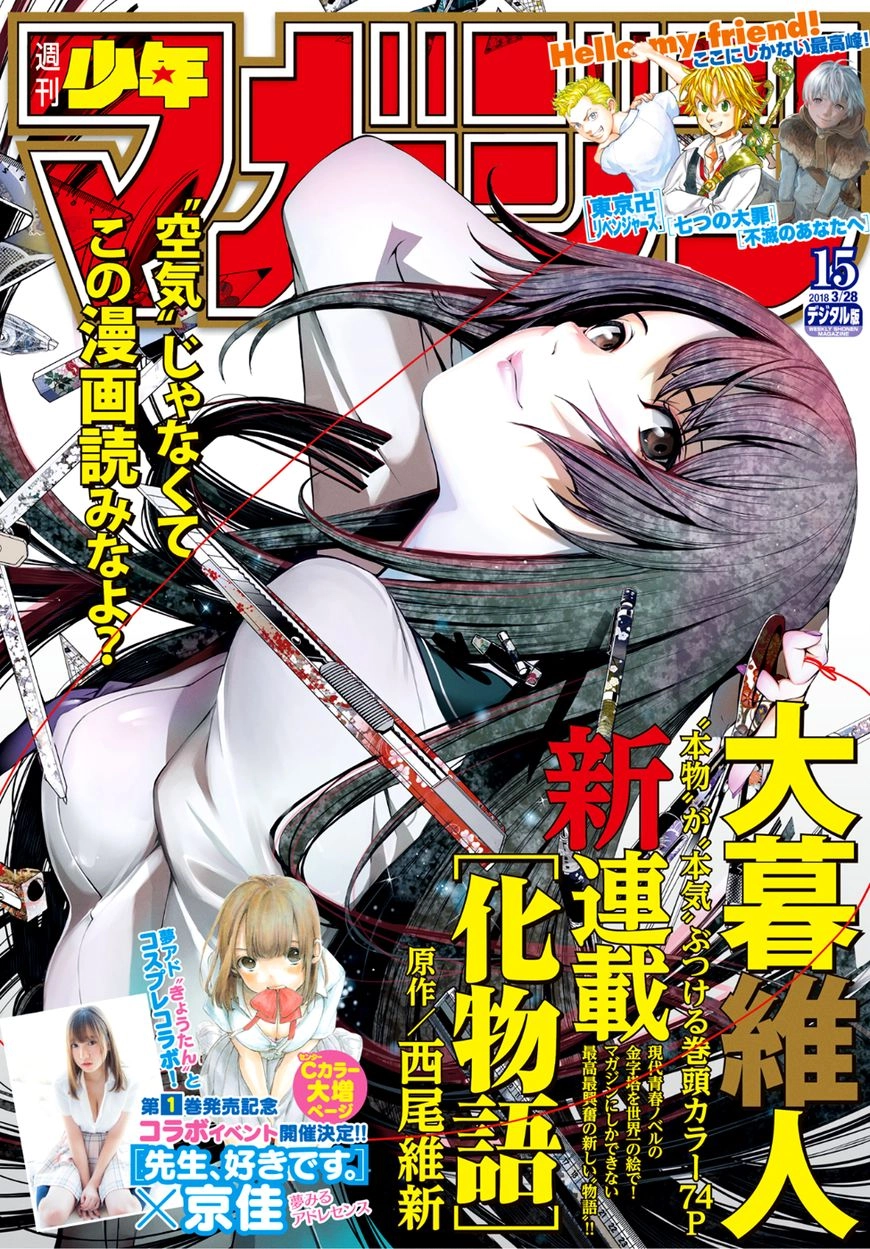 週刊
少年
マガジン
Hello my friend!
ここにしかない最高峰!
[東京卍
リベンジャーズ]
[七つの大罪]
[不滅のあなたへ]
15
2018 3/28
デジタル版
WEEKLY SHONEN
MAGAZINE
“空気”じゃなくて
この漫画読みなよ?
大暮維人
“本物”が“本気”ぶつける巻頭カラー74P
新連載
[化物語]
原作/西尾維新
現代青春ノベルの
金字塔を世界一の絵で!
マガジンにしかできない
最高最興奮の新しい“物語”!!
夢アド“きょうたん”と
コスプレコラボ!
センター
Cカラー
大増
ページ
第1巻発売記念
コラボイベント開催決定!!
[先生、好きです。]
×京佳
夢みる
アドレセンス